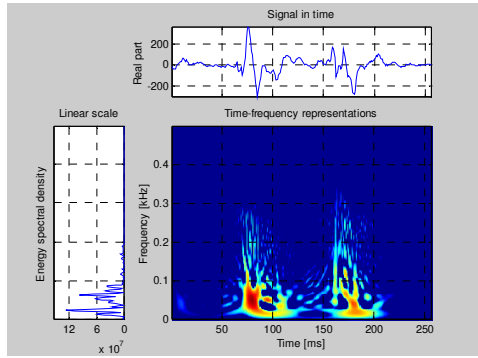 Signal in time
Real part
200
0
-200
Linear scale
Energy spectral density
12
6
0
x 10^7
Time-frequency representations
Frequency [kHz]
0.5
0.4
0.3
0.2
0.1
0
50
100
150
200
250
Time [ms]